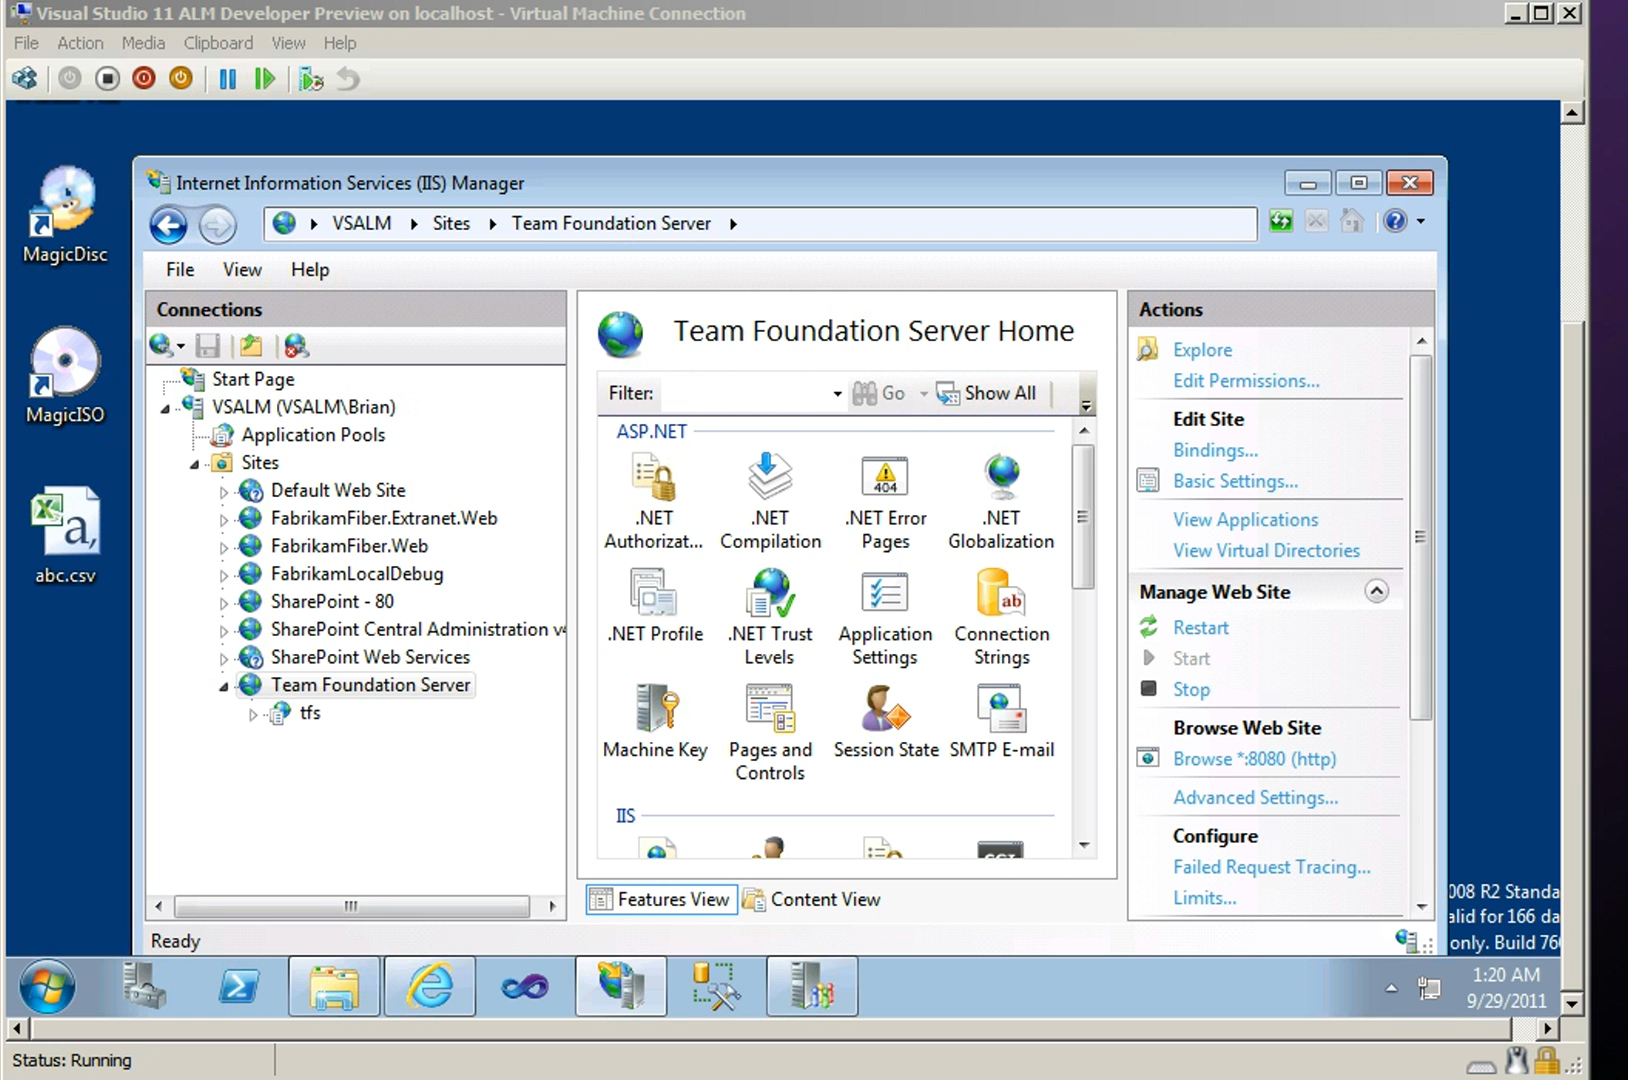 Visual Studio 11 ALM Developer Preview on localhost - Virtual Machine Connection
File Action Media Clipboard View Help
MagicDisc
MagicISO
abc.csv
Internet Information Services (IIS) Manager
VSALM Sites Team Foundation Server
File View Help
Connections
Start Page
VSALM (VSALM\Brian)
Application Pools
Sites
Default Web Site
FabrikamFiber.Extranet.Web
FabrikamFiber.Web
FabrikamLocalDebug
SharePoint - 80
SharePoint Central Administration v4
SharePoint Web Services
Team Foundation Server
tfs
Team Foundation Server Home
Filter: Go Show All
ASP.NET
.NET Authorizat...
.NET Compilation
404
.NET Error Pages
.NET Globalization
.NET Profile
.NET Trust Levels
Application Settings
ab
Connection Strings
Machine Key
Pages and Controls
Session State
SMTP E-mail
IIS
Features View Content View
Actions
Explore
Edit Permissions...
Edit Site
Bindings...
Basic Settings...
View Applications
View Virtual Directories
Manage Web Site
Restart
Start
Stop
Browse Web Site
Browse *:8080 (http)
Advanced Settings...
Configure
Failed Request Tracing...
Limits...
Ready
008 R2 Standa
alid for 166 da
only. Build 760
1:20 AM
9/29/2011
Status: Running